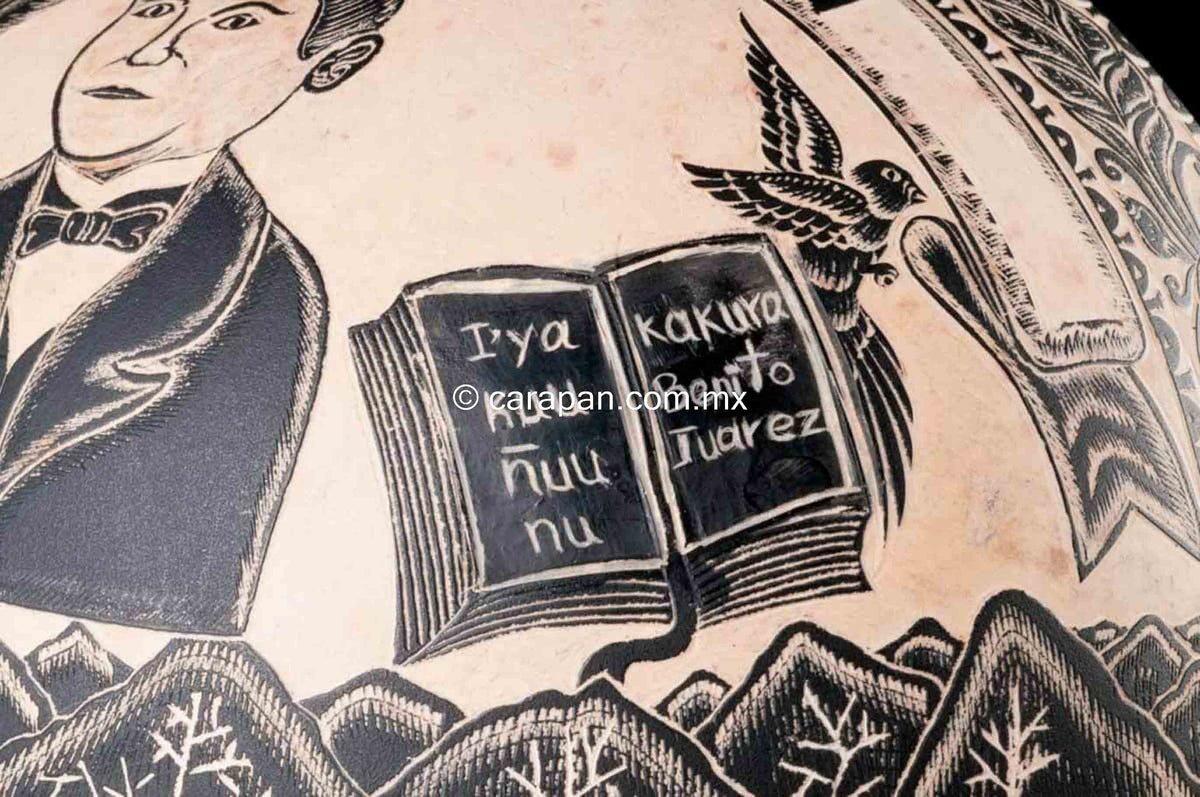 I'ya
ñuu
nu
kakura
Benito
Juarez
© carapan.com.mx